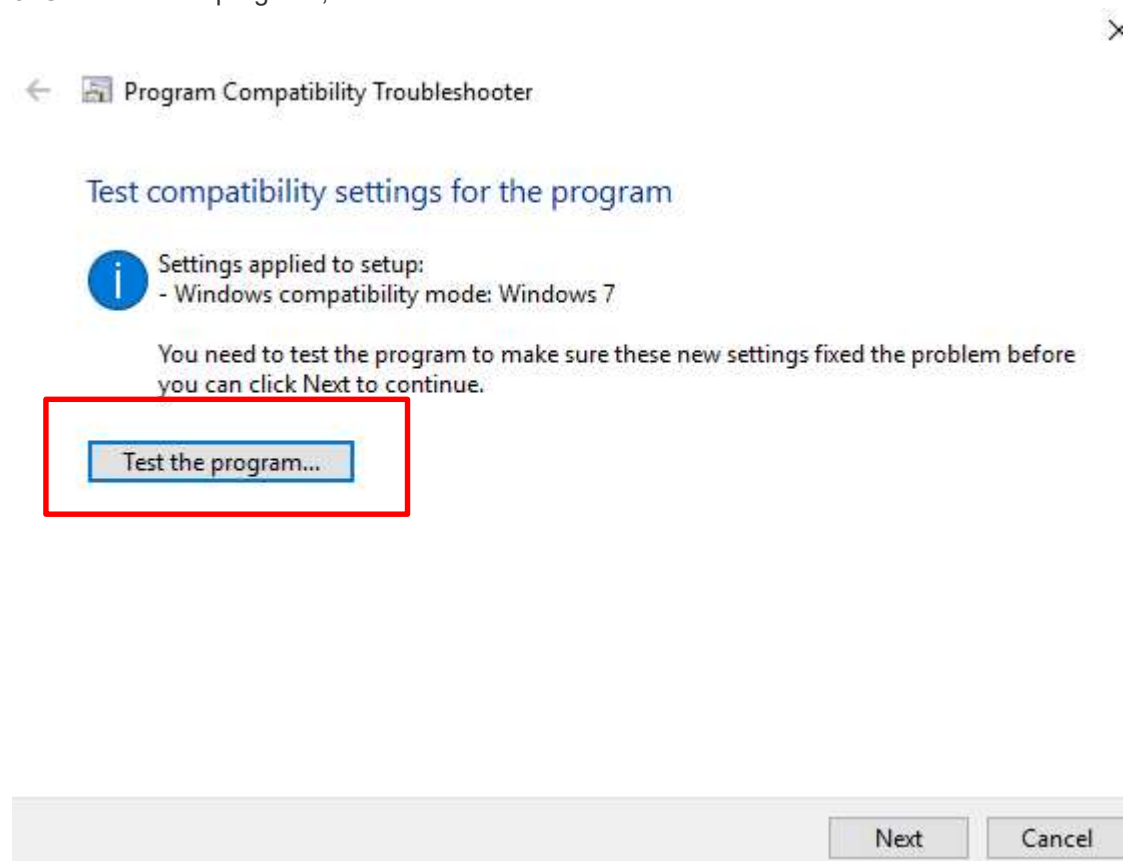 Program Compatibility Troubleshooter
Test compatibility settings for the program
Settings applied to setup:
- Windows compatibility mode: Windows 7
You need to test the program to make sure these new settings fixed the problem before
you can click Next to continue.
Test the program...
Next Cancel